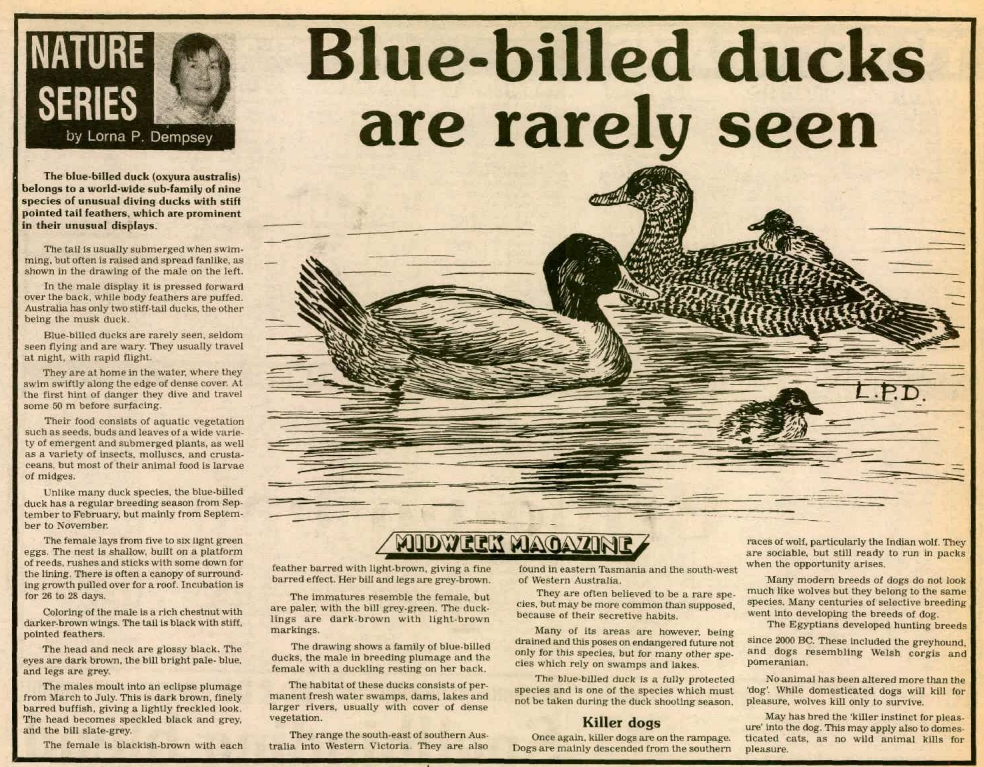 NATURE
SERIES
by Lorna P. Dempsey
Blue-billed ducks
are rarely seen
The blue-billed duck (oxyura australis)
belongs to a world-wide sub-family of nine
species of unusual diving ducks with stiff
pointed tail feathers, which are prominent
in their unusual displays.
The tail is usually submerged when swim-
ming, but often is raised and spread fanlike, as
shown in the drawing of the male on the left.
In the male display it is pressed forward
over the back, while body feathers are puffed.
Australia has only two stiff-tail ducks, the other
being the musk duck.
Blue-billed ducks are rarely seen, seldom
seen flying and are wary. They usually travel
at night, with rapid flight.
They are at home in the water, where they
swim swiftly along the edge of dense cover. At
the first hint of danger they dive and travel
some 50 m before surfacing.
Their food consists of aquatic vegetation
such as seeds, buds and leaves of a wide varie-
ty of emergent and submerged plants, as well
as a variety of insects, molluscs, and crusta-
ceans, but most of their animal food is larvae
of midges.
Unlike many duck species, the blue-billed
duck has a regular breeding season from Sep-
tember to February, but mainly from Septem-
ber to November.
The female lays from five to six light green
eggs. The nest is shallow, built on a platform
of reeds, rushes and sticks with some down for
the lining. There is often a canopy of surround-
ing growth pulled over for a roof. Incubation is
for 26 to 28 days.
Coloring of the male is a rich chestnut with
darker-brown wings. The tail is black with stiff,
pointed feathers.
The head and neck are glossy black. The
eyes are dark brown, the bill bright pale- blue,
and legs are grey.
The males moult into an eclipse plumage
from March to July. This is dark brown, finely
barred buffish, giving a lightly freckled look.
The head becomes speckled black and grey,
and the bill slate-grey.
The female is blackish-brown with each
L.P.D.
MIDWEEK MAGAZINE
feather barred with light-brown, giving a fine
barred effect. Her bill and legs are grey-brown.
The immatures resemble the female, but
are paler, with the bill grey-green. The duck-
lings are dark-brown with light-brown
markings.
The drawing shows a family of blue-billed
ducks, the male in breeding plumage and the
female with a duckling resting on her back.
The habitat of these ducks consists of per-
manent fresh water swamps, dams, lakes and
larger rivers, usually with cover of dense
vegetation.
They range the south-east of southern Aus-
tralia into Western Victoria. They are also
found in eastern Tasmania and the south-west
of Western Australia.
They are often believed to be a rare spe-
cies, but may be more common than supposed,
because of their secretive habits.
Many of its areas are however, being
drained and this poses on endangered future not
only for this species, but for many other spe-
cies which rely on swamps and lakes.
The blue-billed duck is a fully protected
species and is one of the species which must
not be taken during the duck shooting season.
Killer dogs
Once again, killer dogs are on the rampage.
Dogs are mainly descended from the southern
races of wolf, particularly the Indian wolf. They
are sociable, but still ready to run in packs
when the opportunity arises.
Many modern breeds of dogs do not look
much like wolves but they belong to the same
species. Many centuries of selective breeding
went into developing the breeds of dog.
The Egyptians developed hunting breeds
since 2000 BC. These included the greyhound,
and dogs resembling Welsh corgis and
pomeranian.
No animal has been altered more than the
'dog'. While domesticated dogs will kill for
pleasure, wolves kill only to survive.
May has bred the 'killer instinct for pleas-
ure' into the dog. This may apply also to domes-
ticated cats, as no wild animal kills for
pleasure.